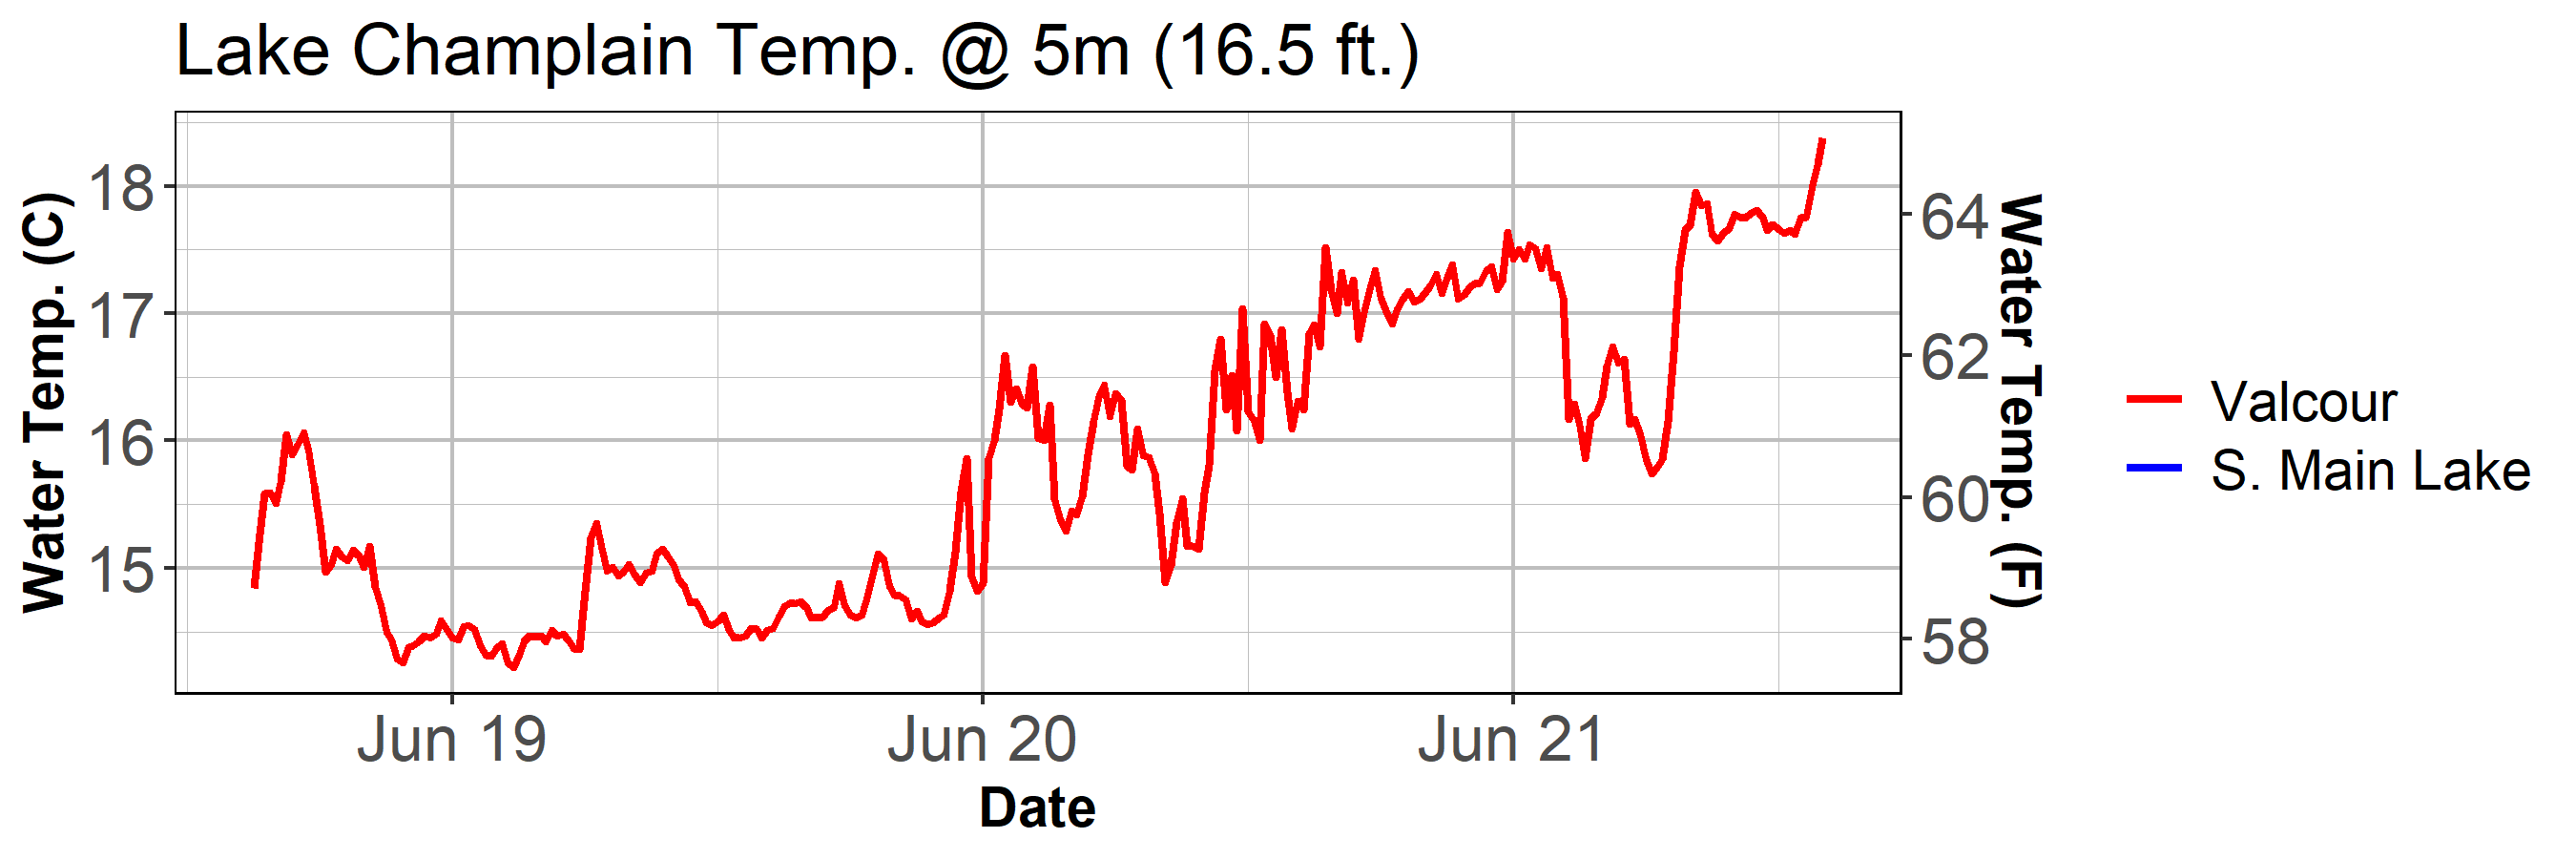 Lake Champlain Temp. @ 5m (16.5 ft.)
Water Temp. (C)
18
17
16
15
64
62
60
58
Water Temp. (F)
Jun 19
Jun 20
Jun 21
Date
Valcour
S. Main Lake